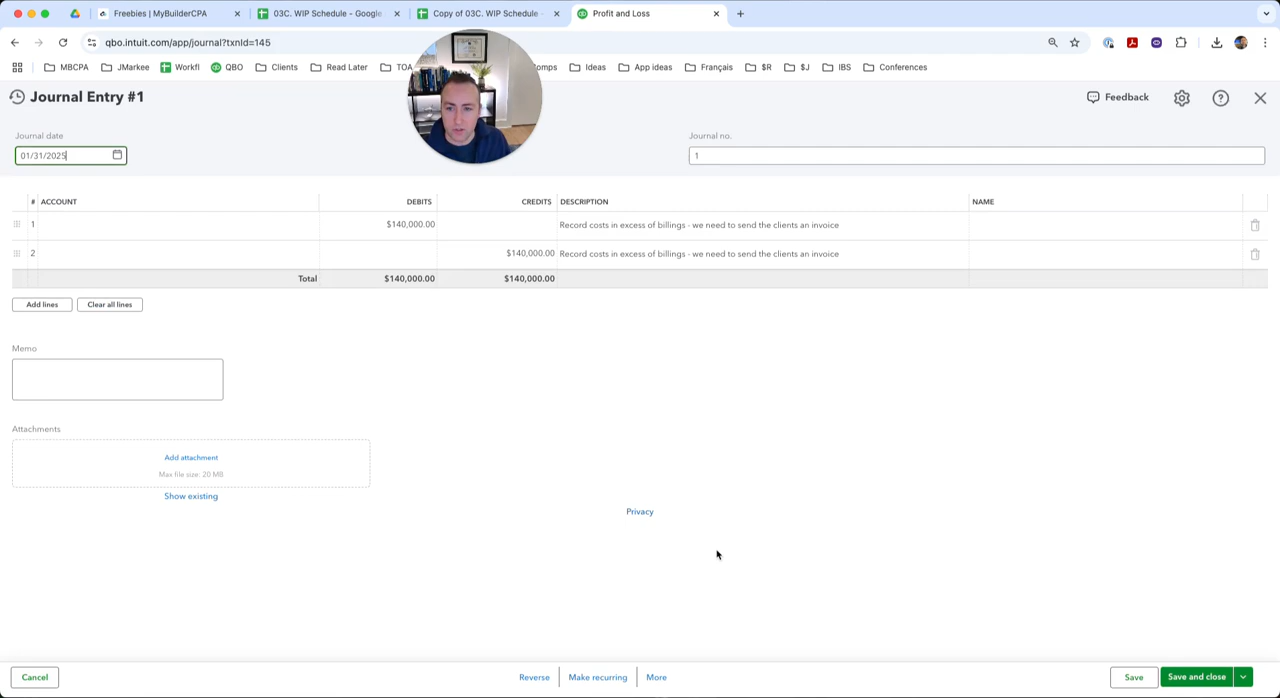 Freebies | MyBuilderCPA
03C. WIP Schedule - Google
Copy of 03C. WIP Schedule -
Profit and Loss
qbo.intuit.com/app/journal?txnId=145
MBCPA
JMarkee
Workfl
QBO
Clients
Read Later
TOA
omps
Ideas
App ideas
Français
$R
$J
IBS
Conferences
Journal Entry #1
Feedback
Journal date
Journal no.
01/31/2025
1
# ACCOUNT DEBITS CREDITS DESCRIPTION NAME
1 $140,000.00 Record costs in excess of billings - we need to send the clients an invoice
2 $140,000.00 Record costs in excess of billings - we need to send the clients an invoice
Total $140,000.00 $140,000.00
Add lines
Clear all lines
Memo
Attachments
Add attachment
Max file size: 20 MB
Show existing
Privacy
Cancel
Reverse
Make recurring
More
Save
Save and close